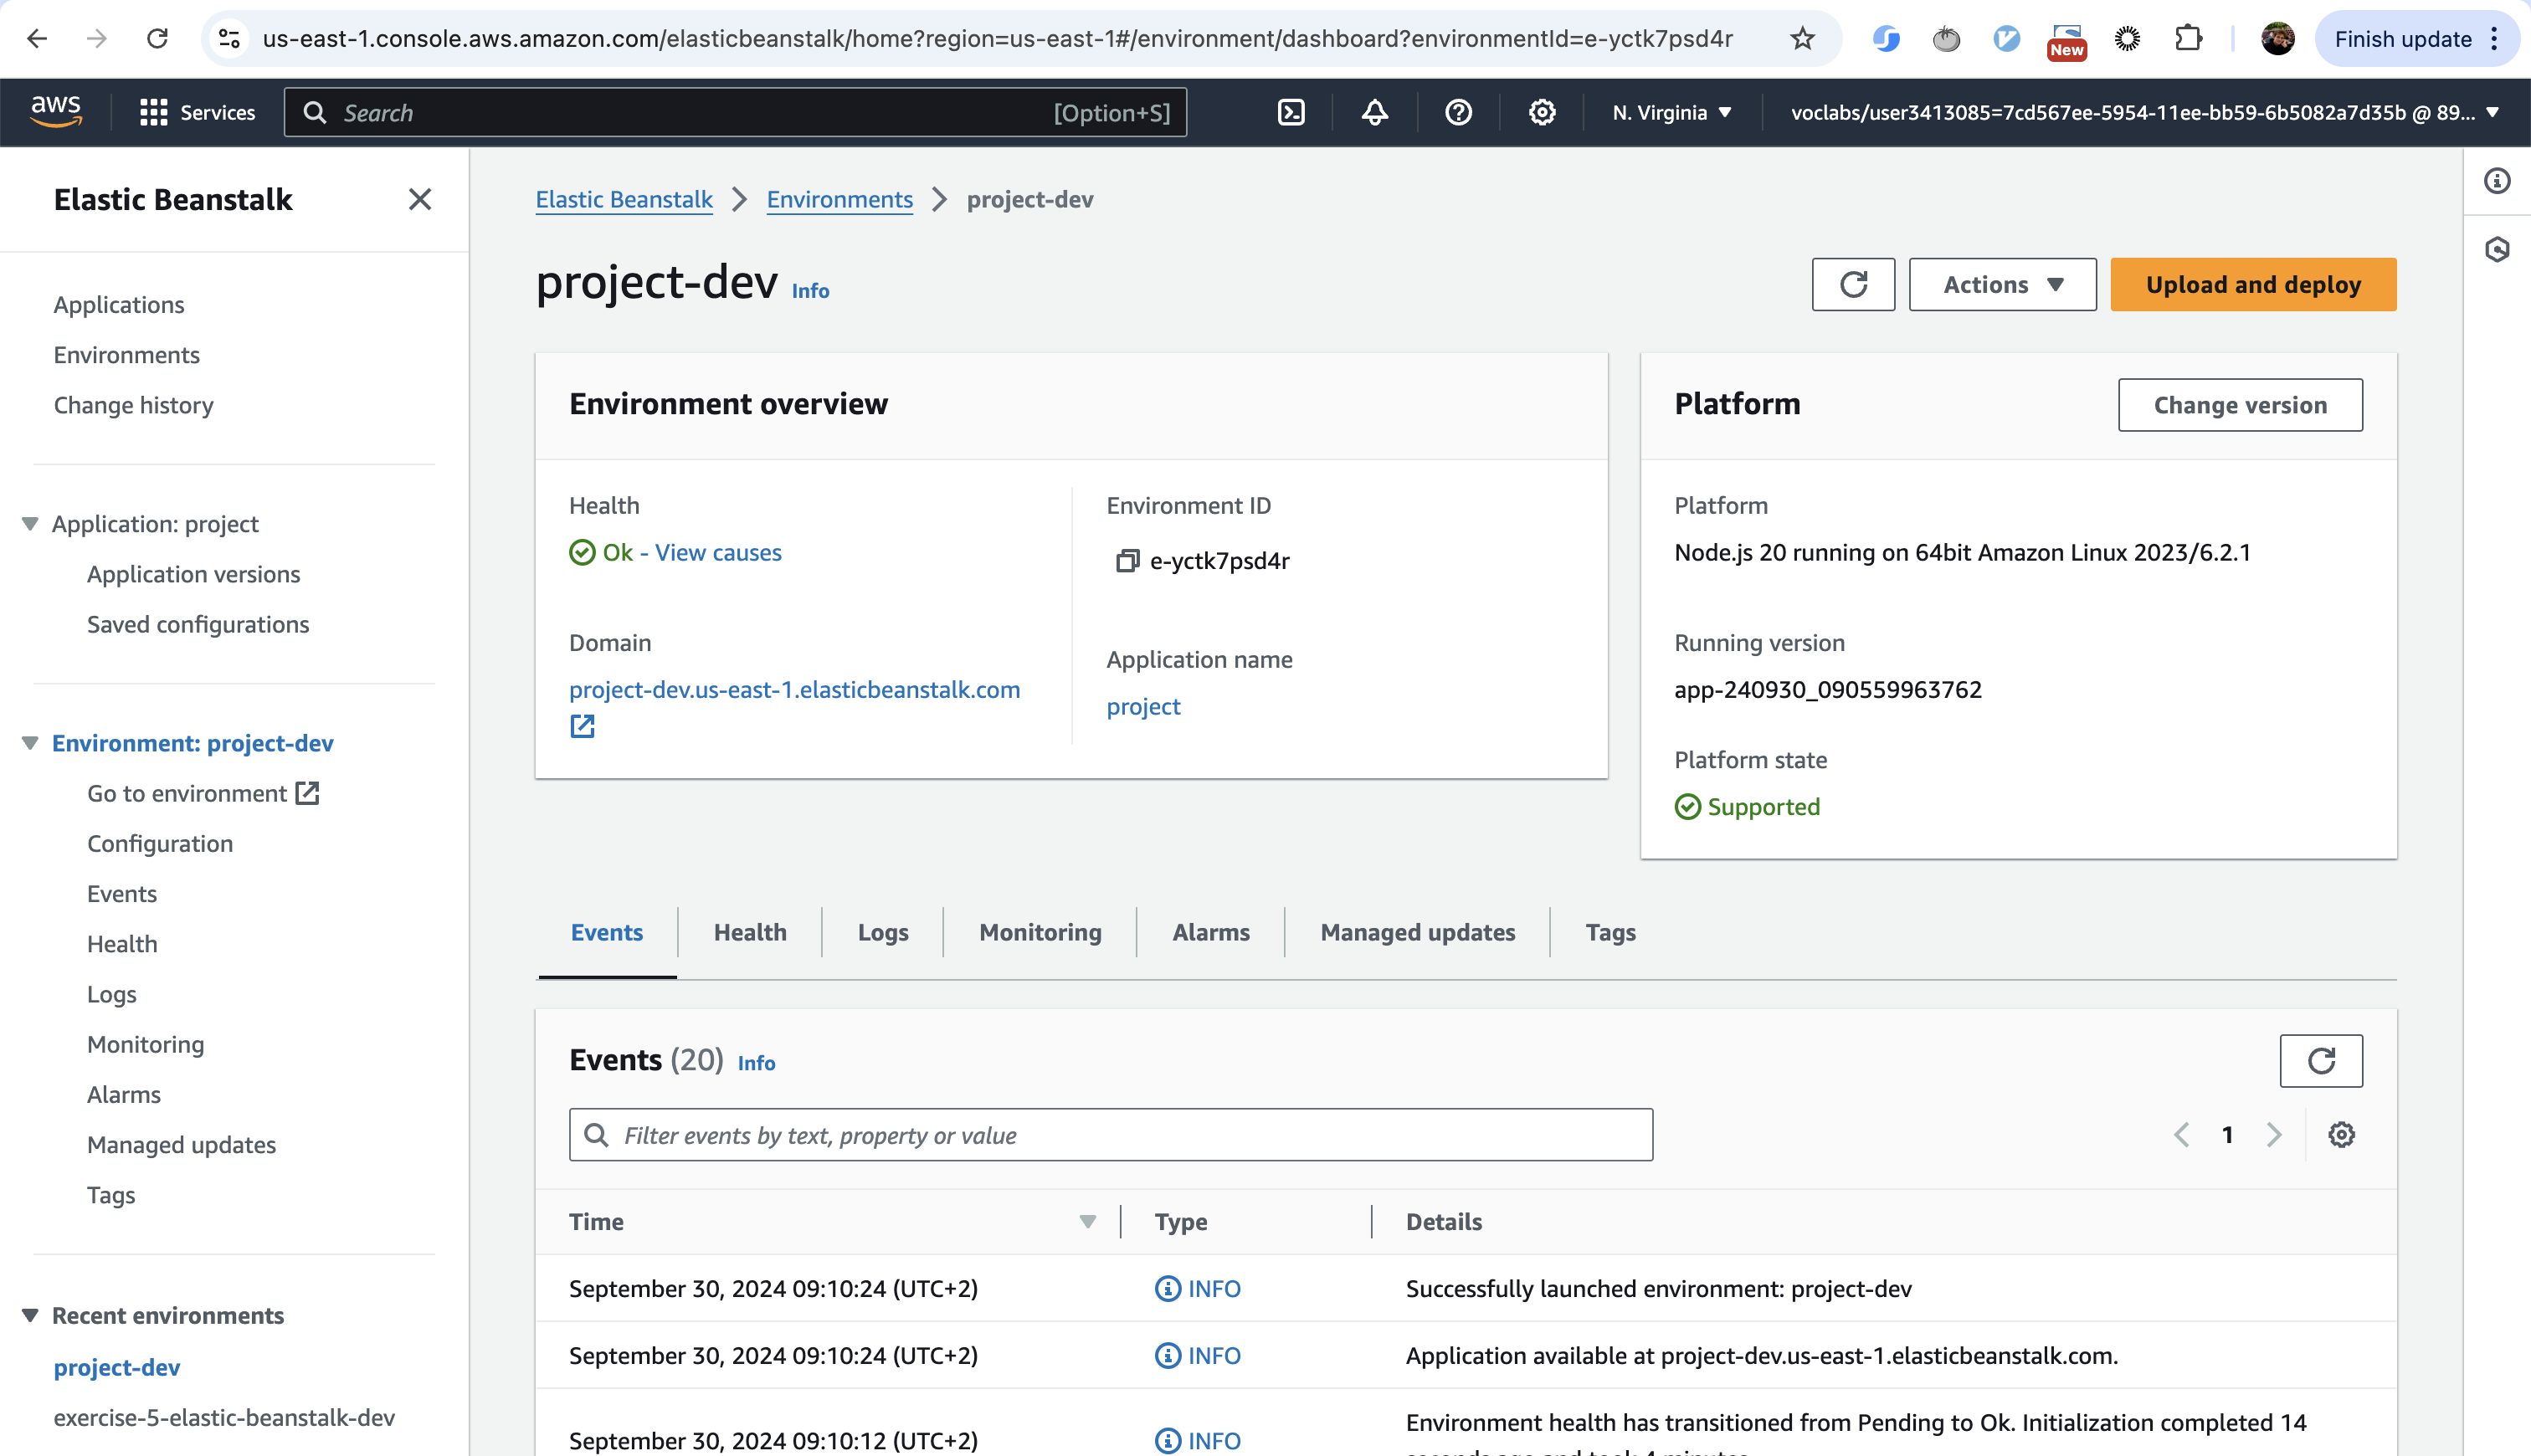 us-east-1.console.aws.amazon.com/elasticbeanstalk/home?region=us-east-1#/environment/dashboard?environmentId=e-yctk7psd4r
New
Finish update
aws
Services
Search
[Option+S]
N. Virginia
voclabs/user3413085=7cd567ee-5954-11ee-bb59-6b5082a7d35b @ 89...
Elastic Beanstalk
Applications
Environments
Change history
Application: project
Application versions
Saved configurations
Environment: project-dev
Go to environment
Configuration
Events
Health
Logs
Monitoring
Alarms
Managed updates
Tags
Recent environments
project-dev
exercise-5-elastic-beanstalk-dev
Elastic Beanstalk
Environments
project-dev
project-dev Info
Actions
Upload and deploy
Environment overview
Health
Ok - View causes
Domain
project-dev.us-east-1.elasticbeanstalk.com
Environment ID
e-yctk7psd4r
Application name
project
Platform
Change version
Platform
Node.js 20 running on 64bit Amazon Linux 2023/6.2.1
Running version
app-240930_090559963762
Platform state
Supported
Events
Health
Logs
Monitoring
Alarms
Managed updates
Tags
Events (20) Info
Filter events by text, property or value
1
Time
Type
Details
September 30, 2024 09:10:24 (UTC+2)
INFO
Successfully launched environment: project-dev
September 30, 2024 09:10:24 (UTC+2)
INFO
Application available at project-dev.us-east-1.elasticbeanstalk.com.
September 30, 2024 09:10:12 (UTC+2)
INFO
Environment health has transitioned from Pending to Ok. Initialization completed 14